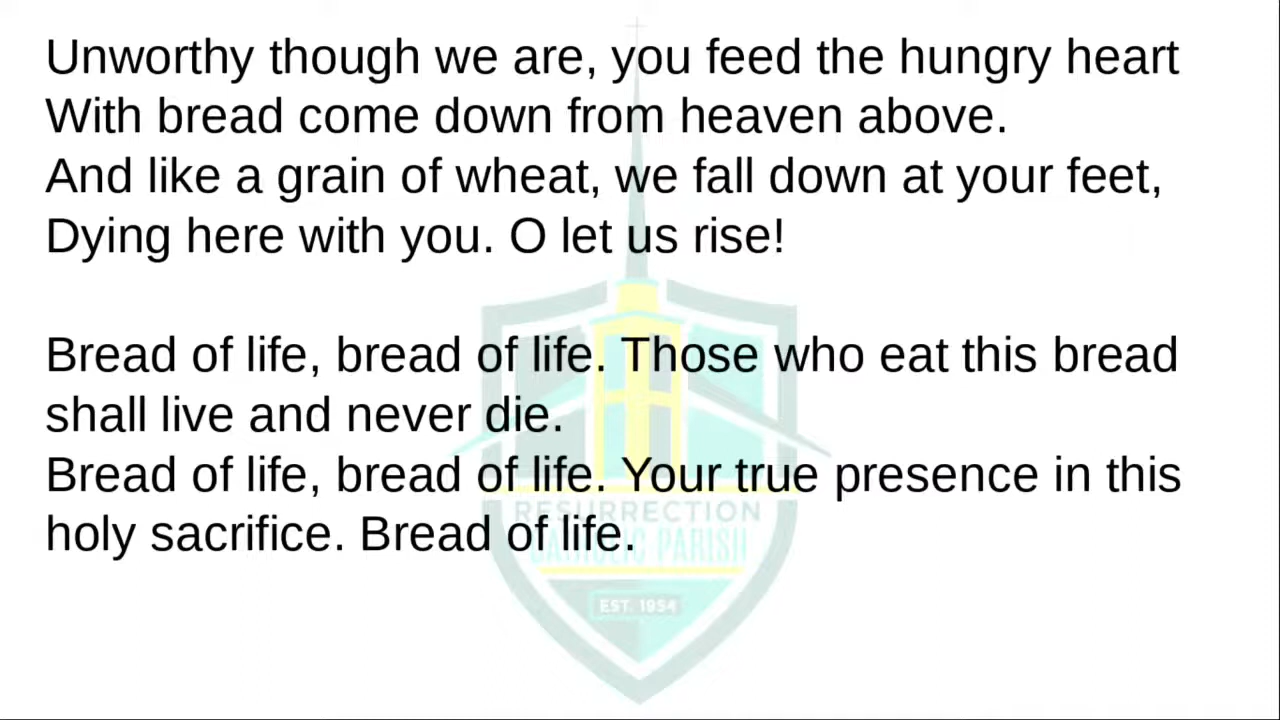 Unworthy though we are, you feed the hungry heart
With bread come down from heaven above.
And like a grain of wheat, we fall down at your feet,
Dying here with you. O let us rise!
Bread of life, bread of life. Those who eat this bread
shall live and never die.
Bread of life, bread of life. Your true presence in this
holy sacrifice. Bread of life.
RESURRECTION
CATHOLIC PARISH
EST. 1954